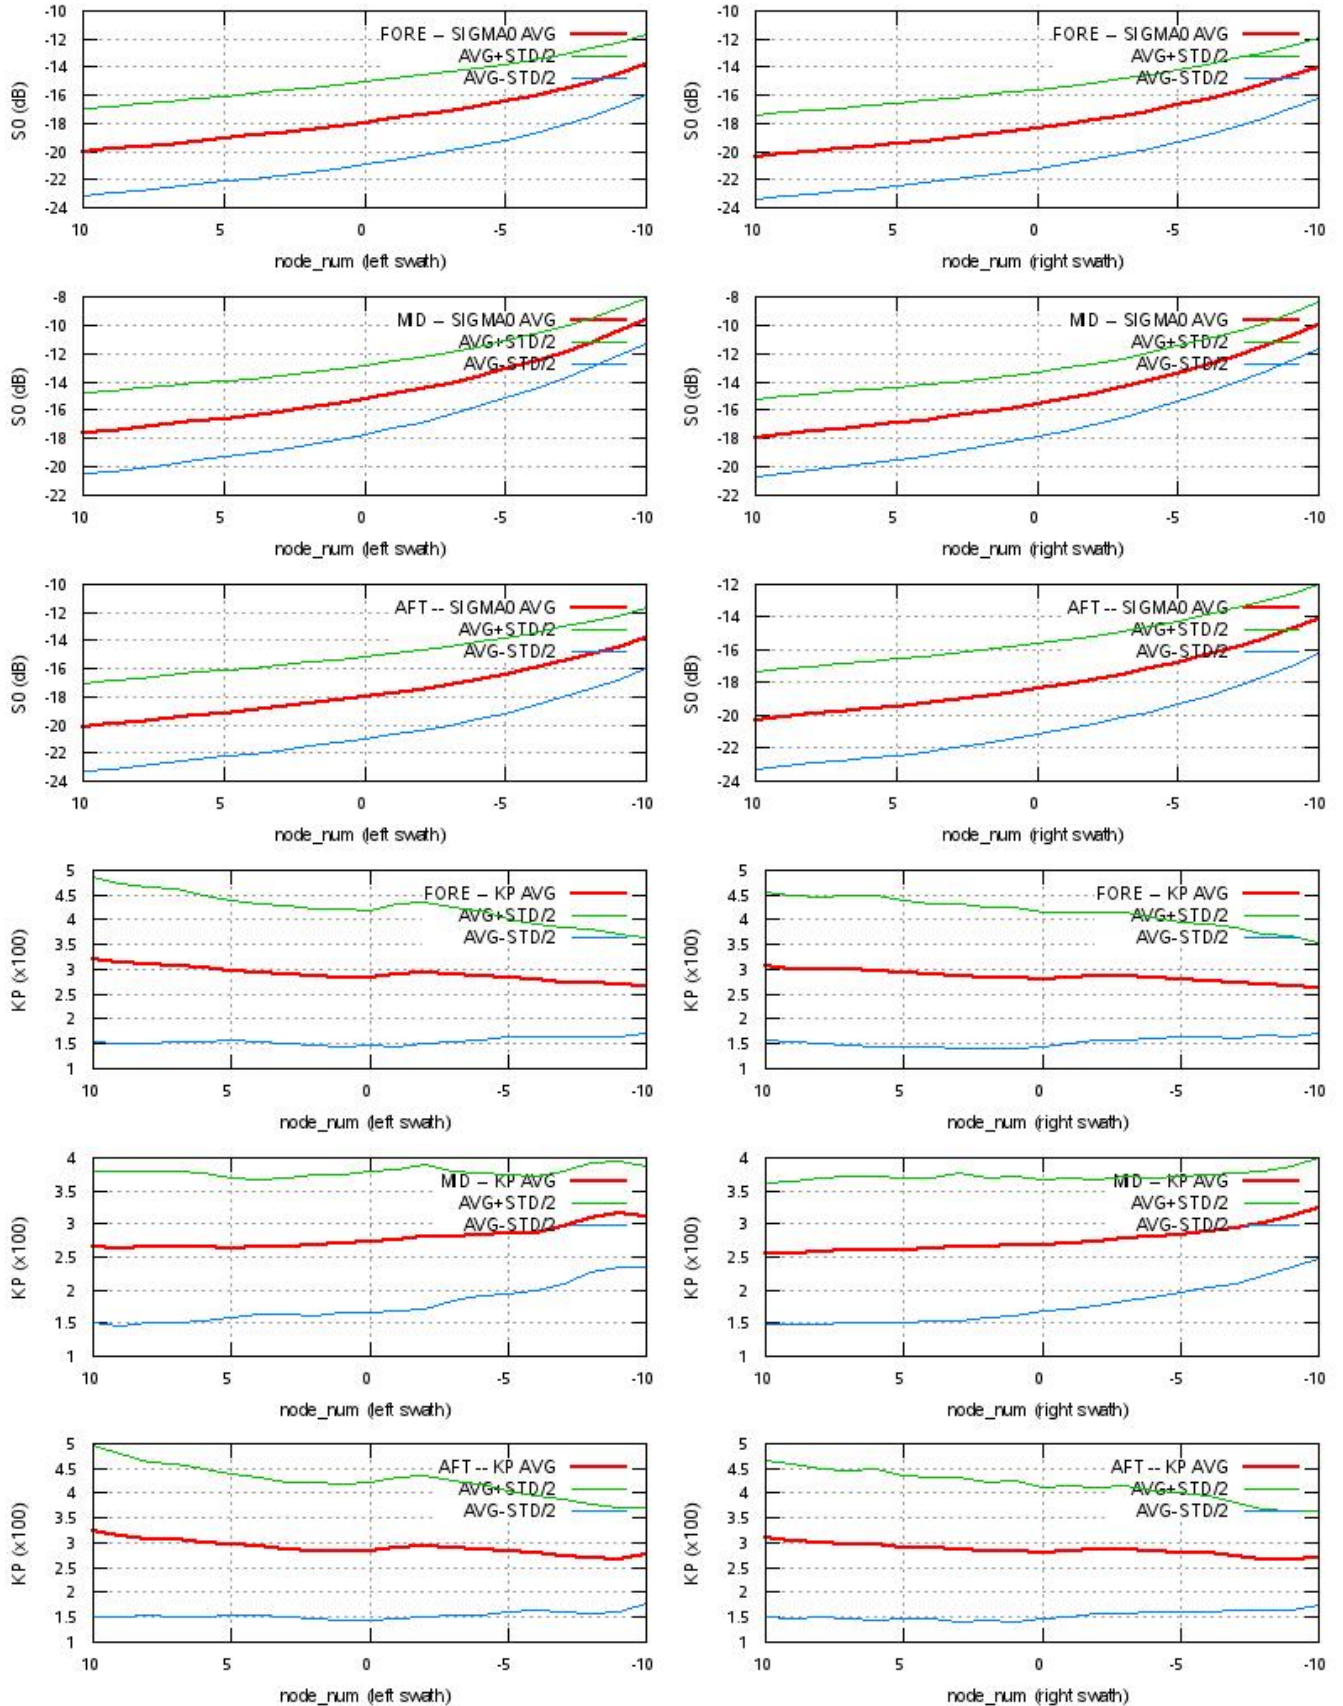 -10
-12
-14
-16
-18
-20
-22
-24
S0 (dB)
FORE – SIGMA0 AVG
AVG+STD/2
AVG-STD/2
10 5 0 -5 -10
node_num (left swath)
-10
-12
-14
-16
-18
-20
-22
-24
S0 (dB)
FORE – SIGMA0 AVG
AVG+STD/2
AVG-STD/2
10 5 0 -5 -10
node_num (right swath)
-8
-10
-12
-14
-16
-18
-20
-22
S0 (dB)
MID – SIGMA0 AVG
AVG+STD/2
AVG-STD/2
10 5 0 -5 -10
node_num (left swath)
-8
-10
-12
-14
-16
-18
-20
-22
S0 (dB)
MID – SIGMA0 AVG
AVG+STD/2
AVG-STD/2
10 5 0 -5 -10
node_num (right swath)
-10
-12
-14
-16
-18
-20
-22
-24
S0 (dB)
AFT -- SIGMA0 AVG
AVG+STD/2
AVG-STD/2
10 5 0 -5 -10
node_num (left swath)
-12
-14
-16
-18
-20
-22
-24
S0 (dB)
AFT -- SIGMA0 AVG
AVG+STD/2
AVG-STD/2
10 5 0 -5 -10
node_num (right swath)
5
4.5
4
3.5
3
2.5
2
1.5
1
KP (x100)
FORE – KP AVG
AVG+STD/2
AVG-STD/2
10 5 0 -5 -10
node_num (left swath)
5
4.5
4
3.5
3
2.5
2
1.5
1
KP (x100)
FORE – KP AVG
AVG+STD/2
AVG-STD/2
10 5 0 -5 -10
node_num (right swath)
4
3.5
3
2.5
2
1.5
1
KP (x100)
MID – KP AVG
AVG+STD/2
AVG-STD/2
10 5 0 -5 -10
node_num (left swath)
4
3.5
3
2.5
2
1.5
1
KP (x100)
MID – KP AVG
AVG+STD/2
AVG-STD/2
10 5 0 -5 -10
node_num (right swath)
5
4.5
4
3.5
3
2.5
2
1.5
1
KP (x100)
AFT -- KP AVG
AVG+STD/2
AVG-STD/2
10 5 0 -5 -10
node_num (left swath)
5
4.5
4
3.5
3
2.5
2
1.5
1
KP (x100)
AFT -- KP AVG
AVG+STD/2
AVG-STD/2
10 5 0 -5 -10
node_num (right swath)